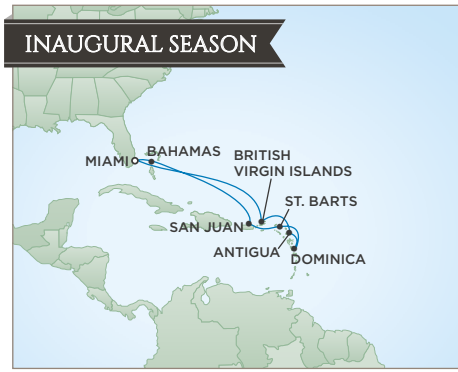 INAUGURAL SEASON
BAHAMAS
MIAMI
BRITISH
VIRGIN ISLANDS
ST. BARTS
SAN JUAN
ANTIGUA
DOMINICA